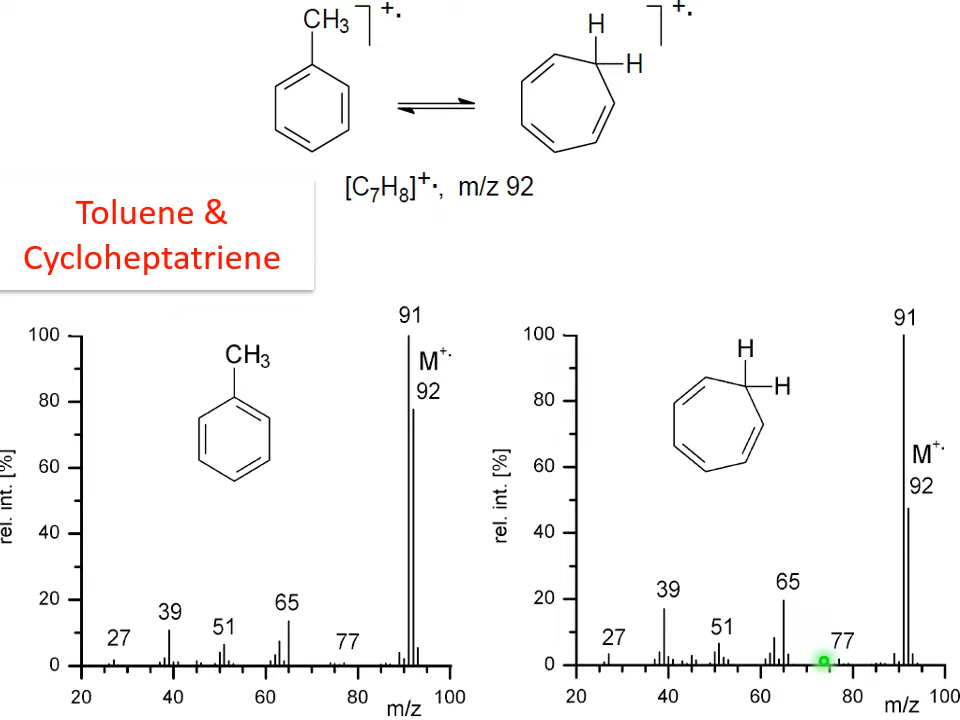 CH3 ]+·
H ]+·
H
[C7H8]+·, m/z 92
Toluene &
Cycloheptatriene
91
100
CH3
M+·
92
80
60
rel. int. [%]
40
20
39
65
27
51
77
0
20 40 60 80 100
m/z
91
100
H
H
80
M+·
92
60
rel. int. [%]
40
20
39
65
27
51
77
0
20 40 60 80 100
m/z